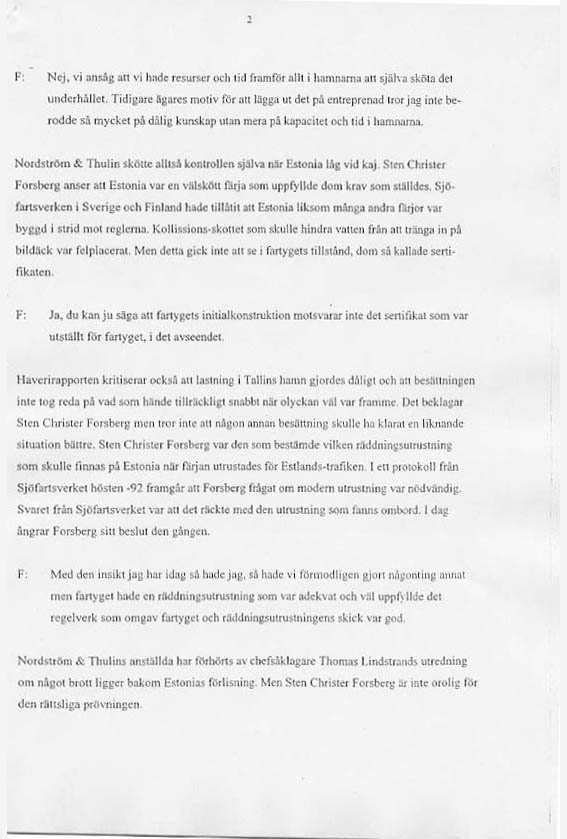 2
F: Nej, vi ansåg att vi hade resurser och tid framför allt i hamnarna att själva sköta det
underhållet. Tidigare ägares motiv för att lägga ut det på entreprenad tror jag inte be-
rodde så mycket på dålig kunskap utan mera på kapacitet och tid i hamnarna.
Nordström & Thulin skötte alltså kontrollen själva när Estonia låg vid kaj. Sten Christer
Forsberg anser att Estonia var en välskött färja som uppfyllde dom krav som ställdes. Sjö-
fartsverken i Sverige och Finland hade tillåtit att Estonia liksom många andra färjor var
byggd i strid mot reglerna. Kollissions-skottet som skulle hindra vatten från att tränga in på
bildäck var felplacerat. Men detta gick inte att se i fartygets tillstånd, dom så kallade serti-
fikaten.
F: Ja, du kan ju säga att fartygets initialkonstruktion motsvarar inte det sertifikat som var
utställt för fartyget, i det avseendet.
Haverirapporten kritiserar också att lastning i Tallins hamn gjordes dåligt och att besättningen
inte tog reda på vad som hände tillräckligt snabbt när olyckan väl var framme. Det beklagar
Sten Christer Forsberg men tror inte att någon annan besättning skulle ha klarat en liknande
situation bättre. Sten Christer Forsberg var den som bestämde vilken räddningsutrustning
som skulle finnas på Estonia när färjan utrustades för Estlands-trafiken. I ett protokoll från
Sjöfartsverket hösten -92 framgår att Forsberg frågat om modern utrustning var nödvändig.
Svaret från Sjöfartsverket var att det räckte med den utrustning som fanns ombord. I dag
ångrar Forsberg sitt beslut den gången.
F: Med den insikt jag har idag så hade jag, så hade vi förmodligen gjort någonting annat
men fartyget hade en räddningsutrustning som var adekvat och väl uppfyllde det
regelverk som omgav fartyget och räddningsutrustningens skick var god.
Nordström & Thulins anställda har förhörts av chefsåklagare Thomas Lindstrands utredning
om något brott ligger bakom Estonias förlisning. Men Sten Christer Forsberg är inte orolig för
den rättsliga prövningen.